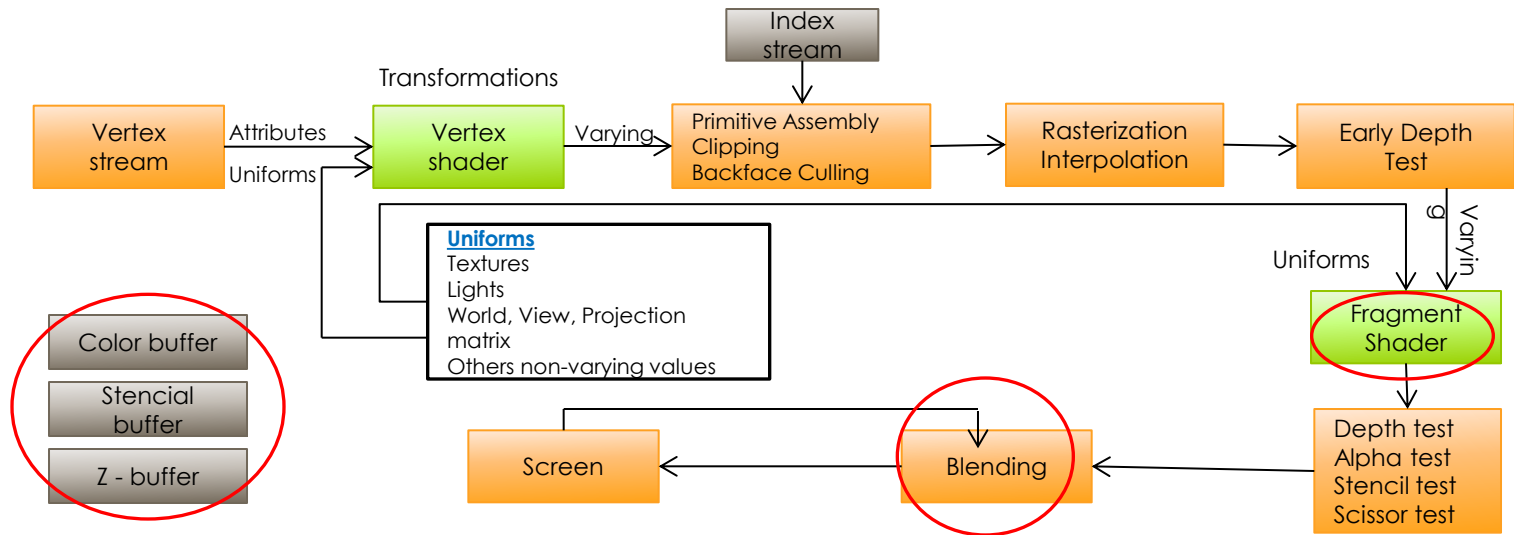 Index
stream
Transformations
Vertex
stream
Attributes
Uniforms
Vertex
shader
Varying
Primitive Assembly
Clipping
Backface Culling
Rasterization
Interpolation
Early Depth
Test
Varyin
g
Uniforms
Uniforms
Textures
Lights
World, View, Projection
matrix
Others non-varying values
Color buffer
Stencial
buffer
Z - buffer
Fragment
Shader
Screen
Blending
Depth test
Alpha test
Stencil test
Scissor test